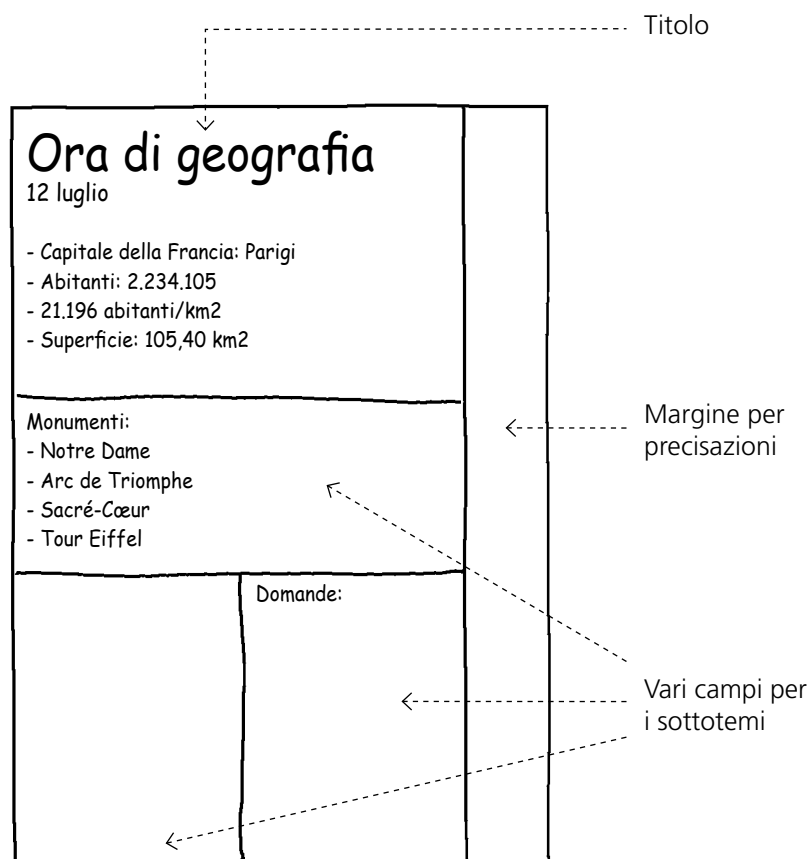 Titolo
Ora di geografia
12 luglio
- Capitale della Francia: Parigi
- Abitanti: 2.234.105
- 21.196 abitanti/km2
- Superficie: 105,40 km2
Monumenti:
- Notre Dame
- Arc de Triomphe
- Sacré-Cœur
- Tour Eiffel
Margine per
precisazioni
Domande:
Vari campi per
i sottotemi